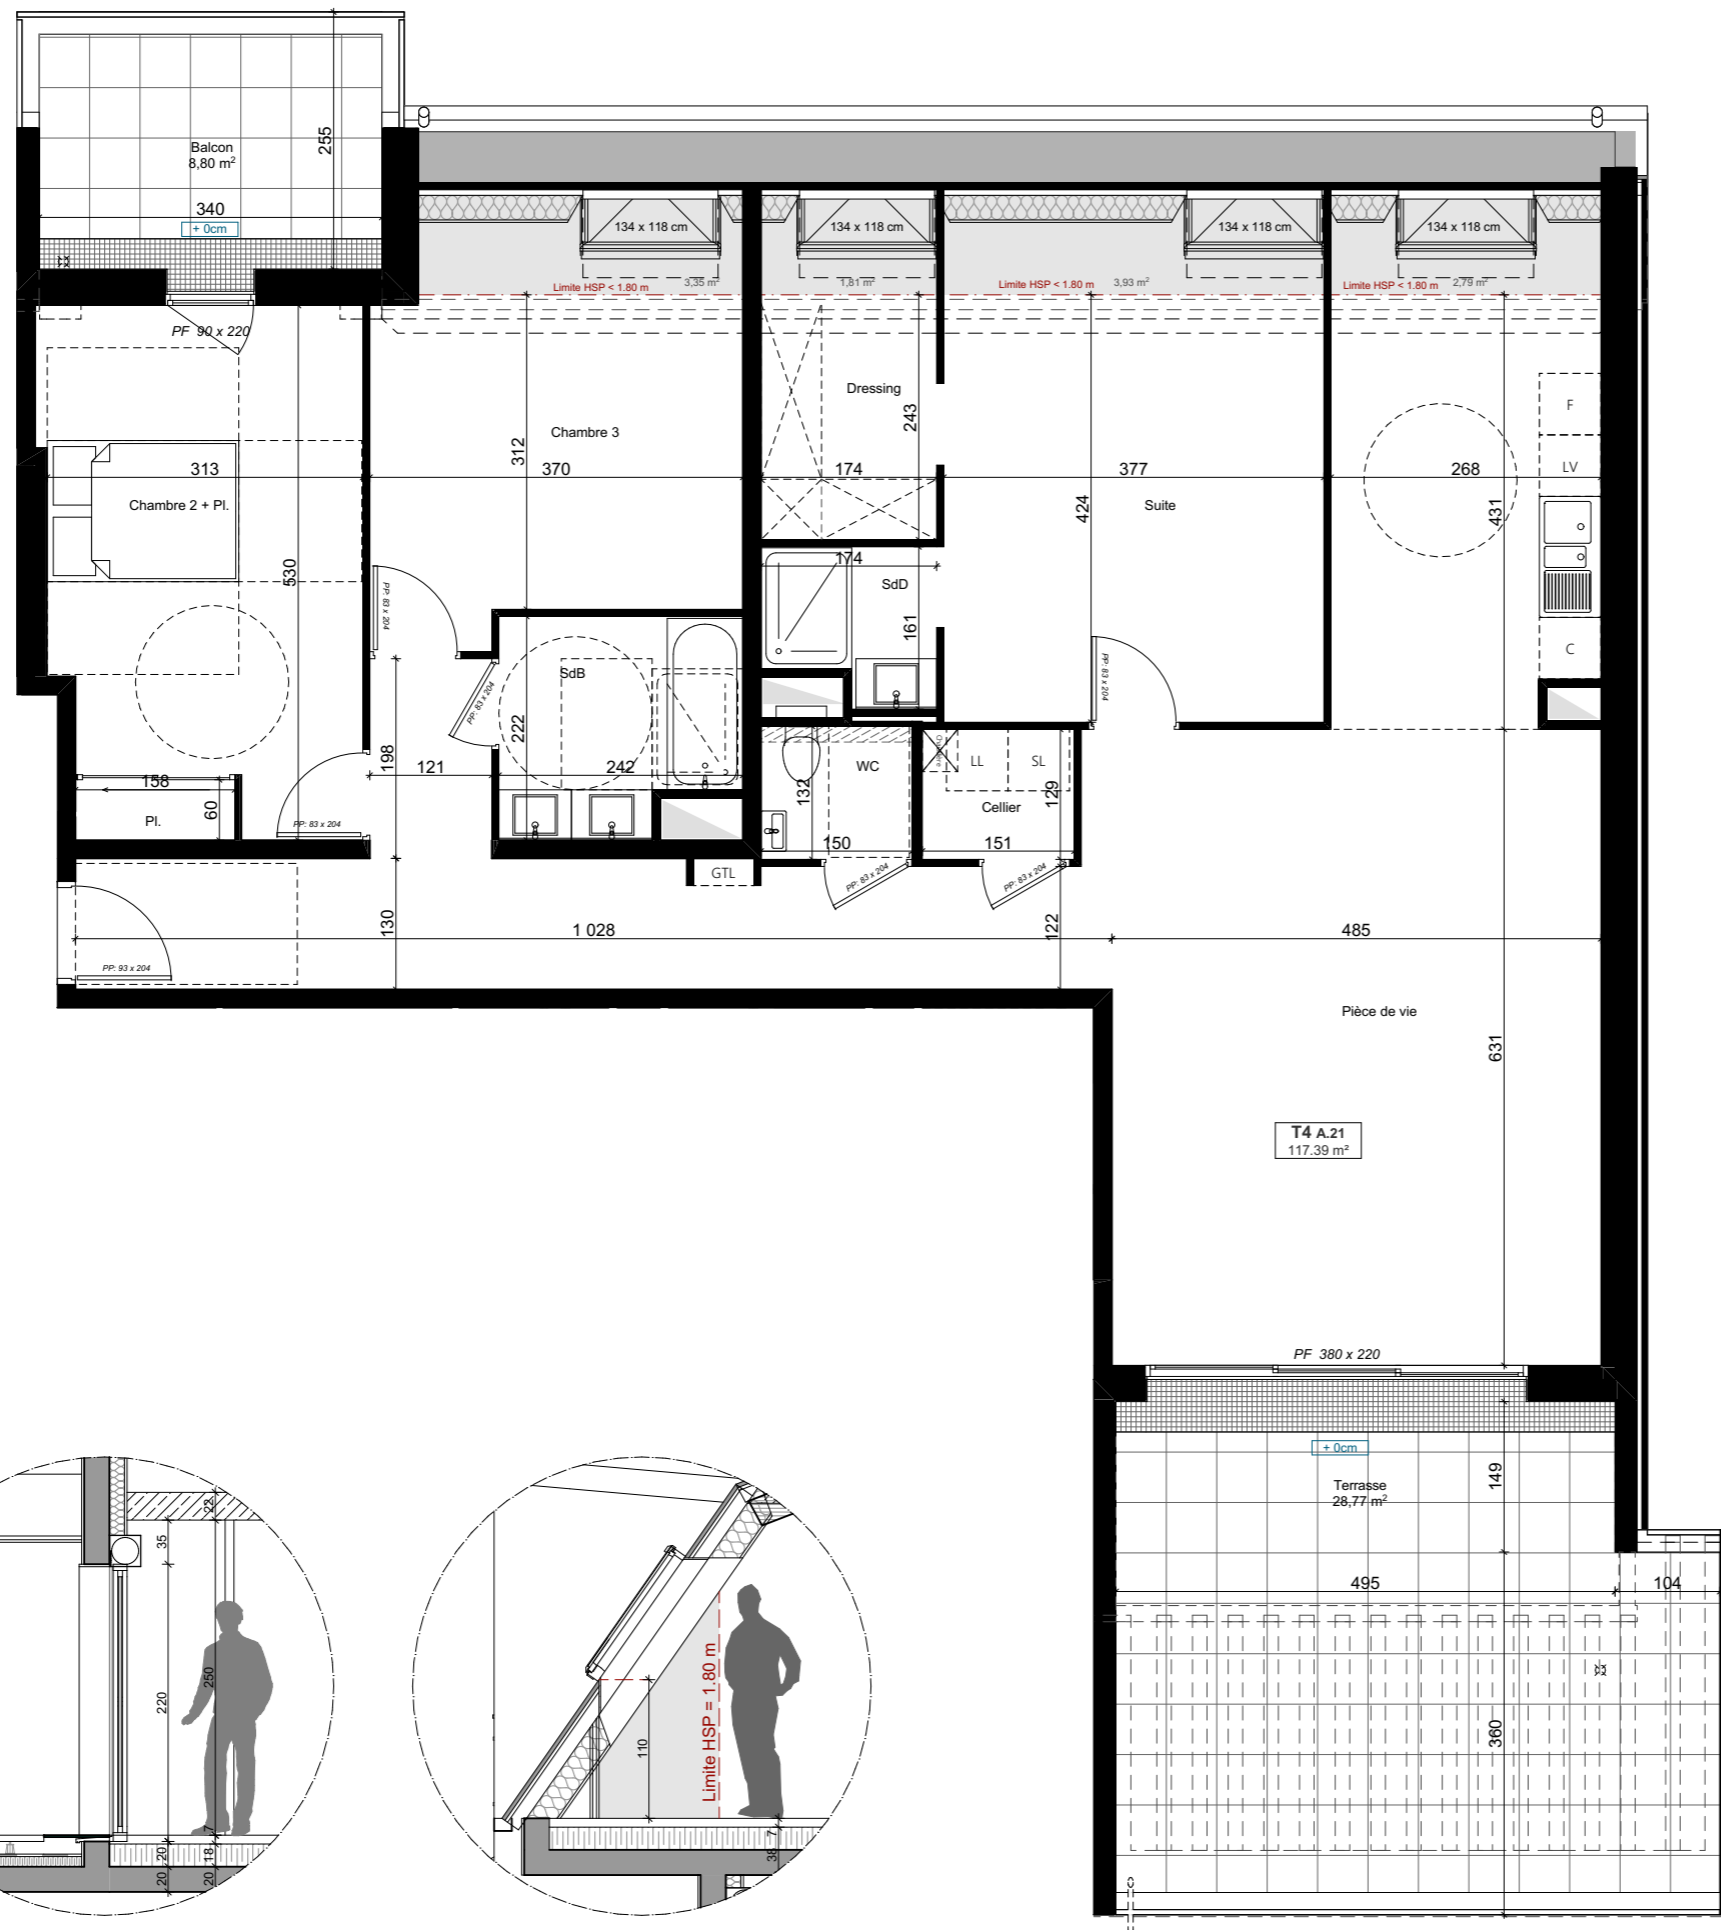 255
Balcon
8,80 m²
340
+ 0cm
134 x 118 cm
134 x 118 cm
134 x 118 cm
134 x 118 cm
Limite HSP < 1.80 m
3,35 m²
1,81 m²
Limite HSP < 1.80 m
3,93 m²
Limite HSP < 1.80 m
2,79 m²
PF 90 x 220
Dressing
243
F
Chambre 3
312
313
370
174
377
268
LV
Chambre 2 + Pl.
424
Suite
431
530
174
SdD
PP: 83 x 204
161
C
SdB
PP: 83 x 204
PP: 83 x 204
222
198
121
242
132
WC
LL
SL
129
Cellier
158
60
Pl.
PP: 83 x 204
150
151
GTL
PP: 83 x 204
PP: 83 x 204
130
1 028
122
485
PP: 93 x 204
Pièce de vie
631
T4 A.21
117.39 m²
PF 380 x 220
+ 0cm
Terrasse
28,77 m²
149
495
104
360
22
35
250
220
7
20
18
20
20
Limite HSP = 1.80 m
110
7
38